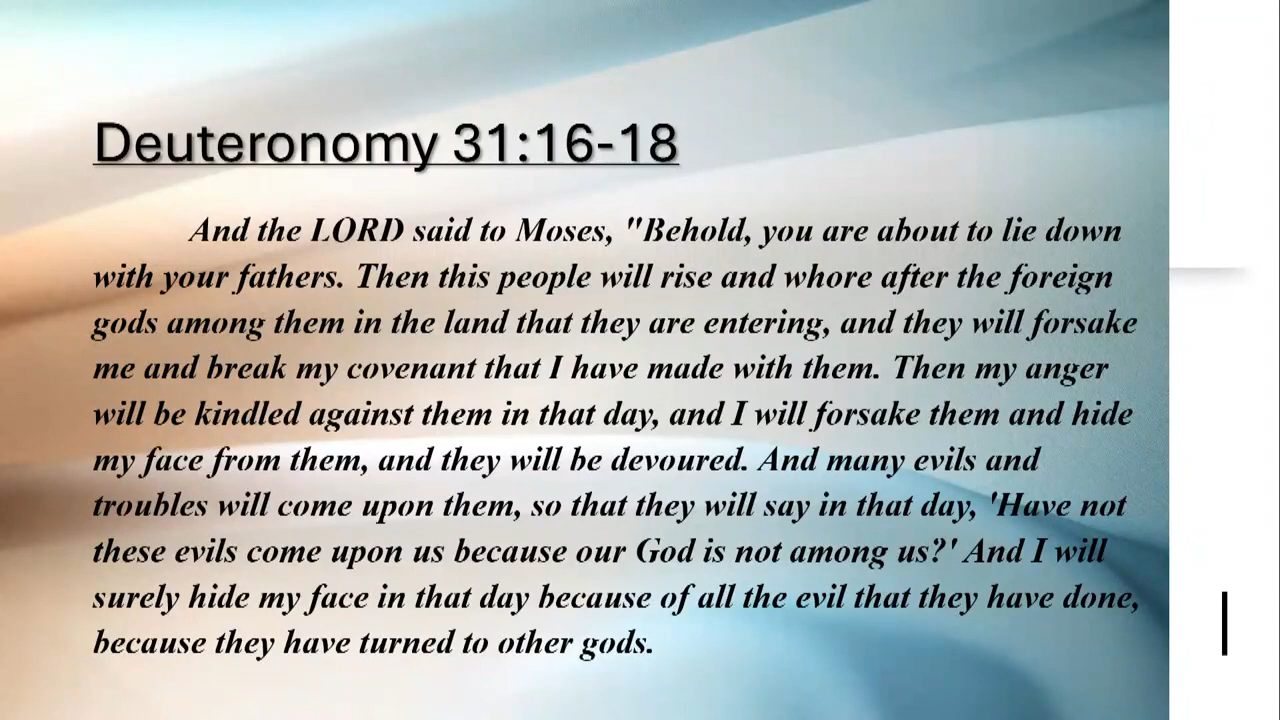 Deuteronomy 31:16-18
And the LORD said to Moses, "Behold, you are about to lie down
with your fathers. Then this people will rise and whore after the foreign
gods among them in the land that they are entering, and they will forsake
me and break my covenant that I have made with them. Then my anger
will be kindled against them in that day, and I will forsake them and hide
my face from them, and they will be devoured. And many evils and
troubles will come upon them, so that they will say in that day, 'Have not
these evils come upon us because our God is not among us?' And I will
surely hide my face in that day because of all the evil that they have done,
because they have turned to other gods.